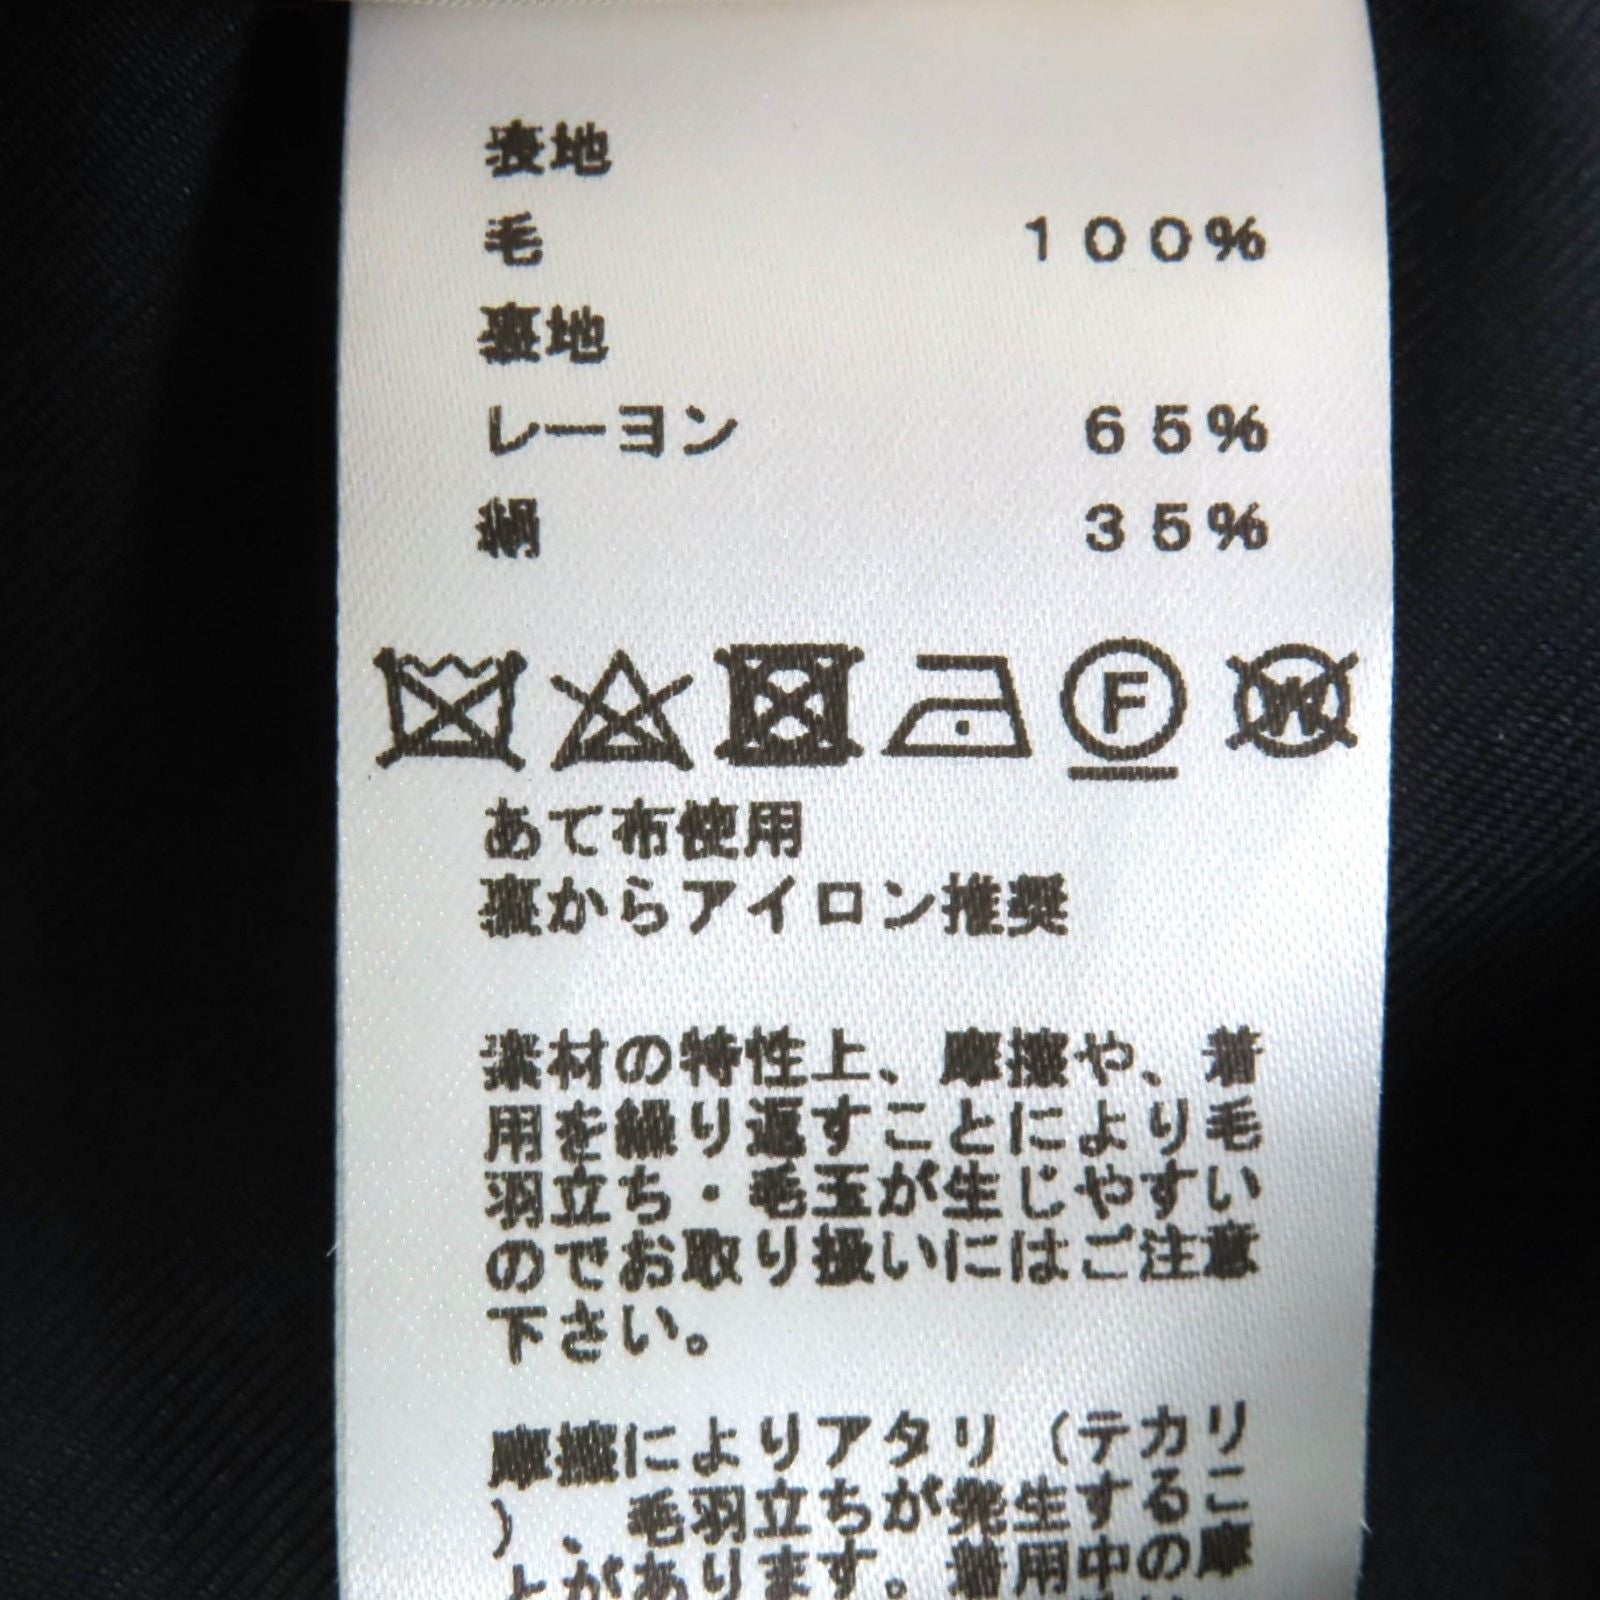 表地
毛 100%
裏地
レーヨン 65%
絹 35%
F W
あて布使用
裏からアイロン推奨
素材の特性上、摩擦や、着
用を繰り返すことにより毛
羽立ち・毛玉が生じやすい
のでお取り扱いにはご注意
下さい。
摩擦によりアタリ（テカリ
）、毛羽立ちが発生するこ
とがあります。着用中の摩